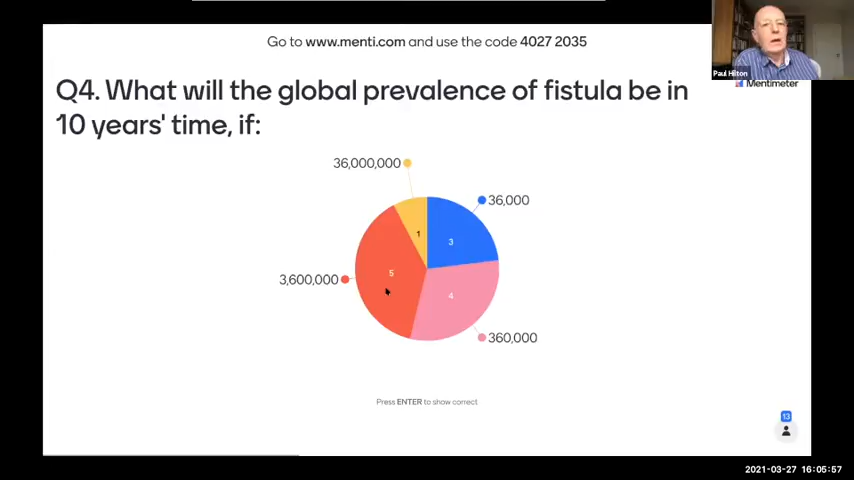 Go to www.menti.com and use the code 4027 2035
Paul Hilton
Mentimeter
Q4. What will the global prevalence of fistula be in
10 years' time, if:
36,000,000
36,000
1
3
5
4
3,600,000
360,000
Press ENTER to show correct
13
2021-03-27 16:05:57